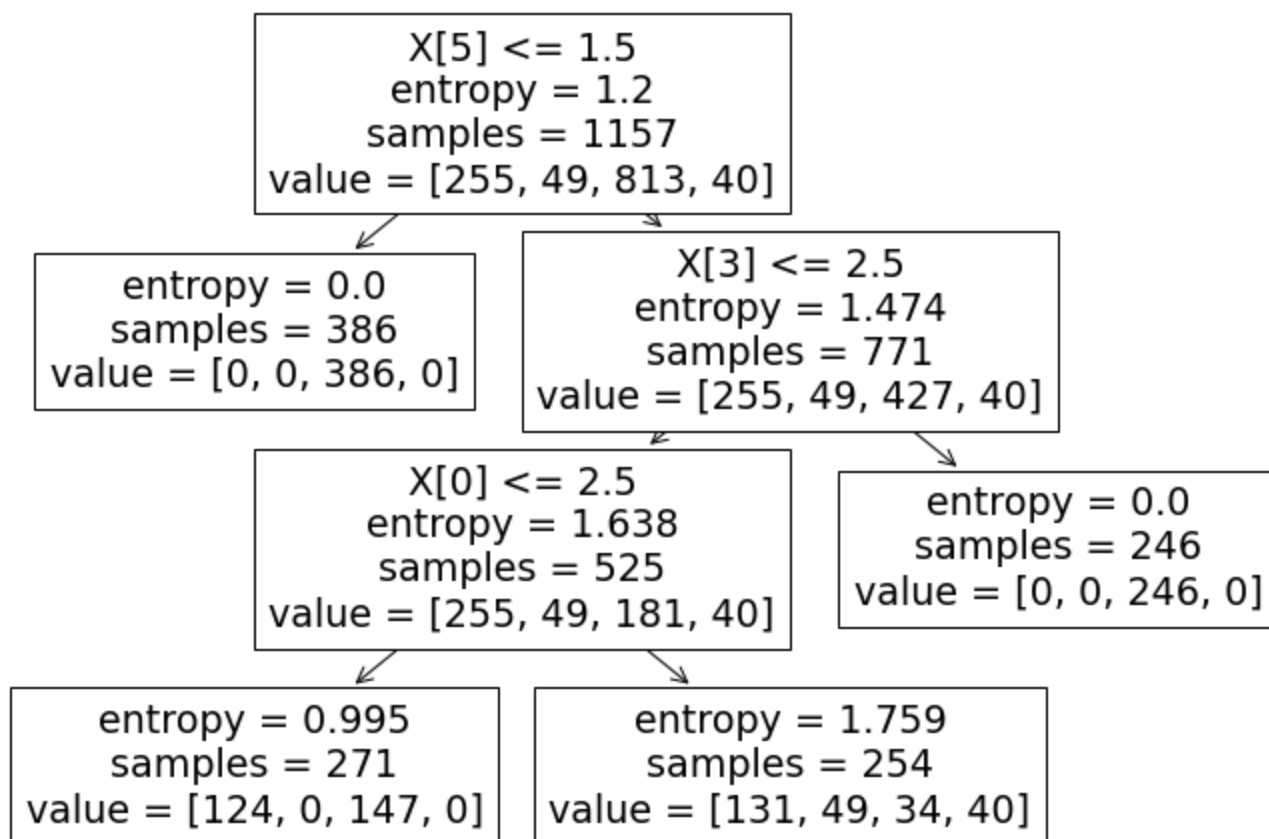 X[5] <= 1.5
entropy = 1.2
samples = 1157
value = [255, 49, 813, 40]
entropy = 0.0
samples = 386
value = [0, 0, 386, 0]
X[3] <= 2.5
entropy = 1.474
samples = 771
value = [255, 49, 427, 40]
X[0] <= 2.5
entropy = 1.638
samples = 525
value = [255, 49, 181, 40]
entropy = 0.0
samples = 246
value = [0, 0, 246, 0]
entropy = 0.995
samples = 271
value = [124, 0, 147, 0]
entropy = 1.759
samples = 254
value = [131, 49, 34, 40]